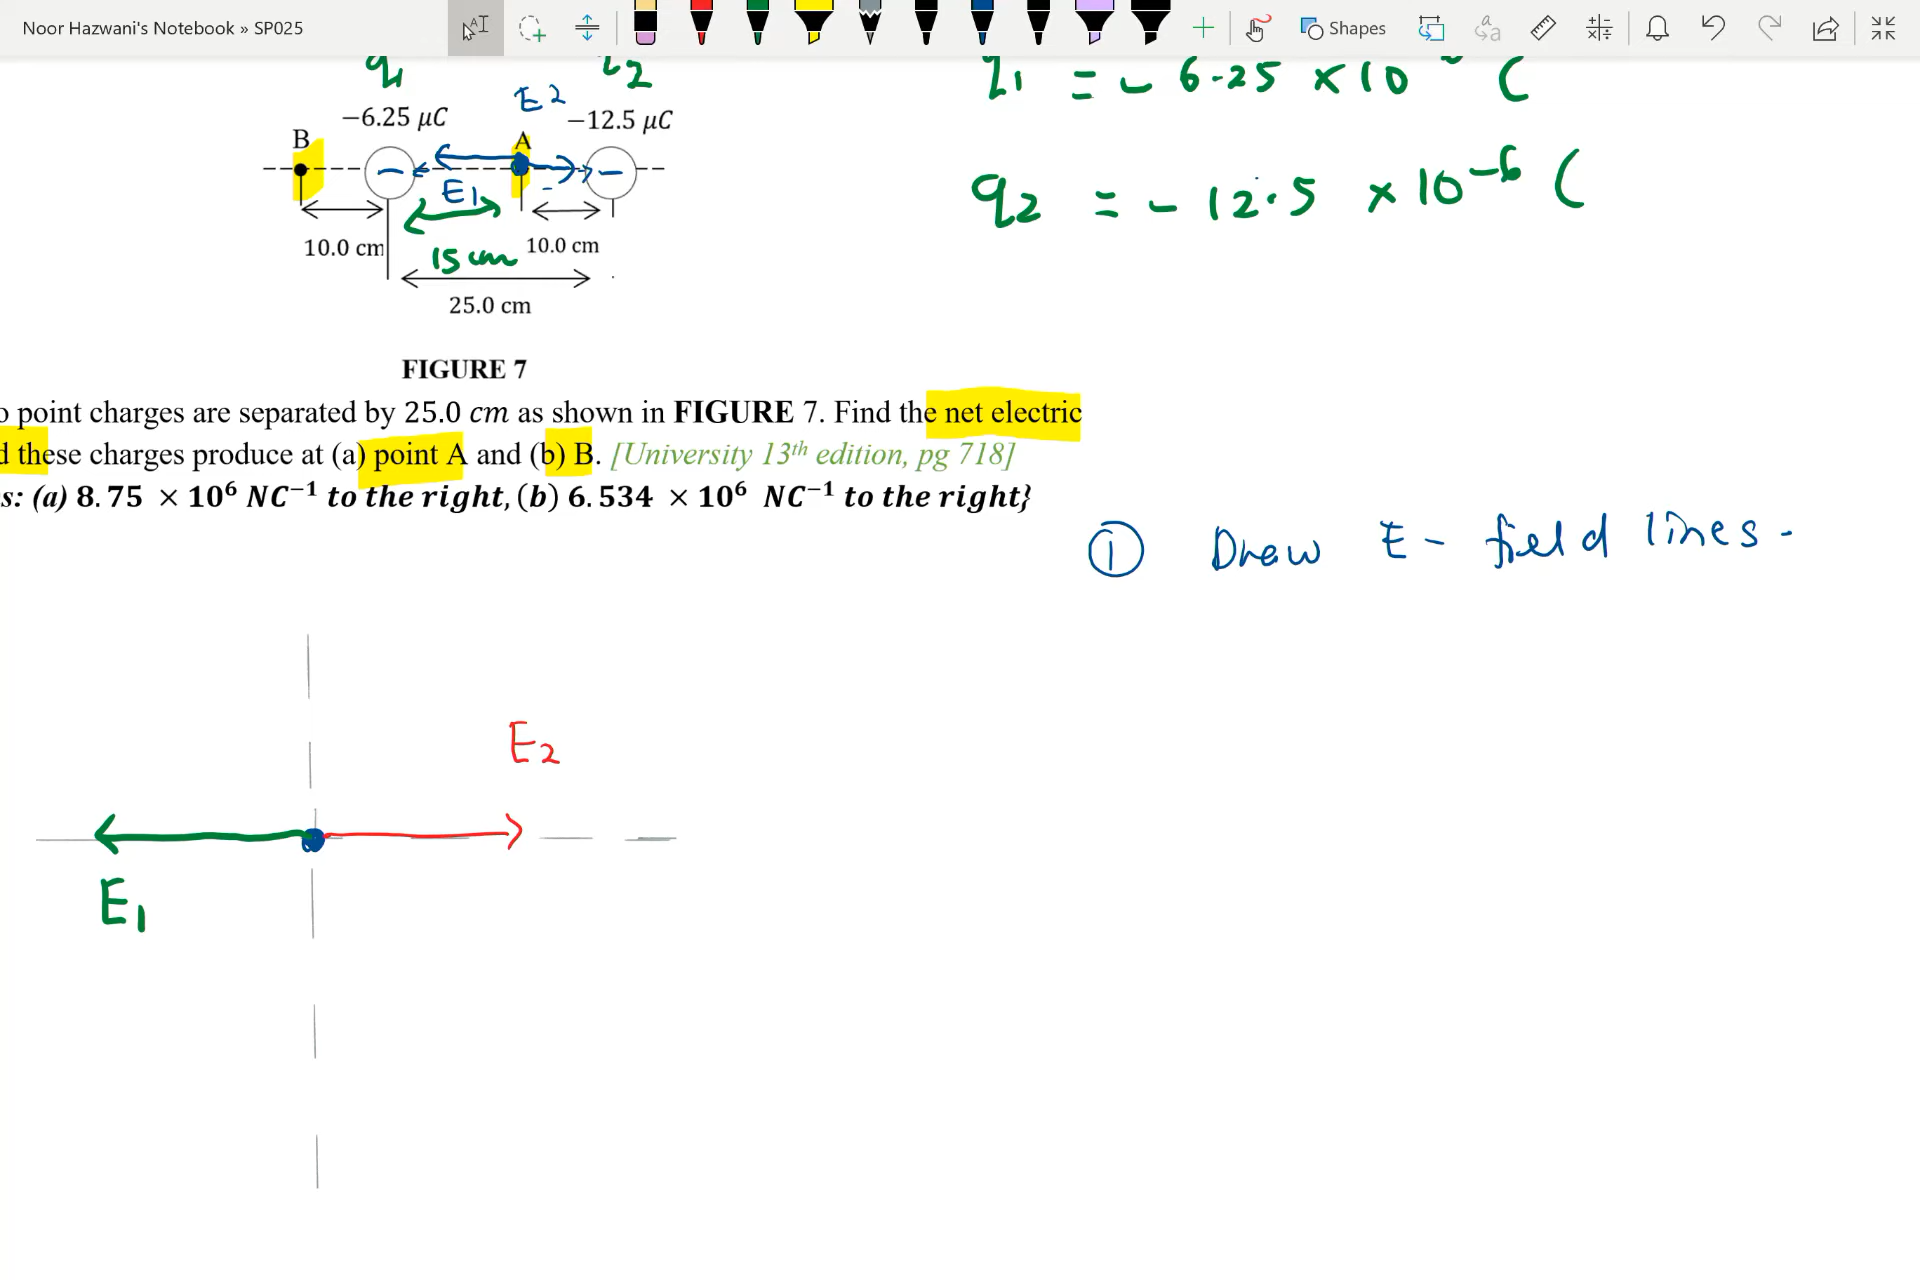 Noor Hazwani's Notebook » SP025
Shapes
q1 q2
E2
−6.25 μC −12.5 μC
B A
E1
10.0 cm 15 cm 10.0 cm
25.0 cm
q1 = - 6.25 × 10 C
q2 = - 12.5 × 10⁻⁶ C
FIGURE 7
point charges are separated by 25.0 cm as shown in FIGURE 7. Find the net electric
these charges produce at (a) point A and (b) B. [University 13th edition, pg 718]
s: (a) 8.75 × 10⁶ NC⁻¹ to the right, (b) 6.534 × 10⁶ NC⁻¹ to the right}
① Draw E - field lines -
E2
E1